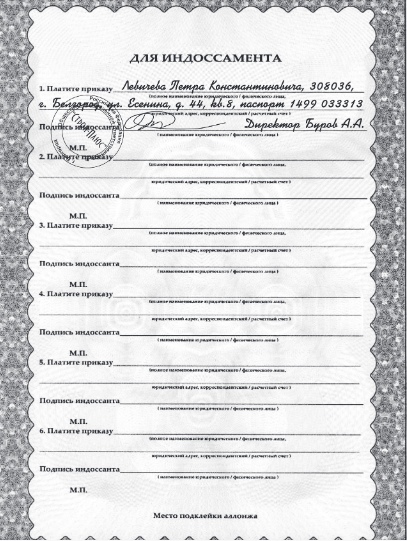 ДЛЯ ИНДОССАМЕНТА
1. Платите приказу Левичева Петра Константиновича, 308036,
(полное наименование юридического / физического лица,
г. Белгород, ул. Есенина, д. 44, кв.8, паспорт 1499 033313
юридический адрес, корреспондентский / расчетный счет )
Подпись индоссанта Директор Буров А.А.
( наименование юридического / физического лица )
М.П.
2. Платите приказу
(полное наименование юридического / физического лица,
юридический адрес, корреспондентский / расчетный счет )
Подпись индоссанта
( наименование юридического / физического лица )
М.П.
3. Платите приказу
(полное наименование юридического / физического лица,
юридический адрес, корреспондентский / расчетный счет )
Подпись индоссанта
( наименование юридического / физического лица )
М.П.
4. Платите приказу
(полное наименование юридического / физического лица,
юридический адрес, корреспондентский / расчетный счет )
Подпись индоссанта
( наименование юридического / физического лица )
М.П.
5. Платите приказу
(полное наименование юридического / физического лица,
юридический адрес, корреспондентский / расчетный счет )
Подпись индоссанта
( наименование юридического / физического лица )
М.П.
6. Платите приказу
(полное наименование юридического / физического лица,
юридический адрес, корреспондентский / расчетный счет )
Подпись индоссанта
( наименование юридического / физического лица )
М.П.
Место подклейки аллонжа